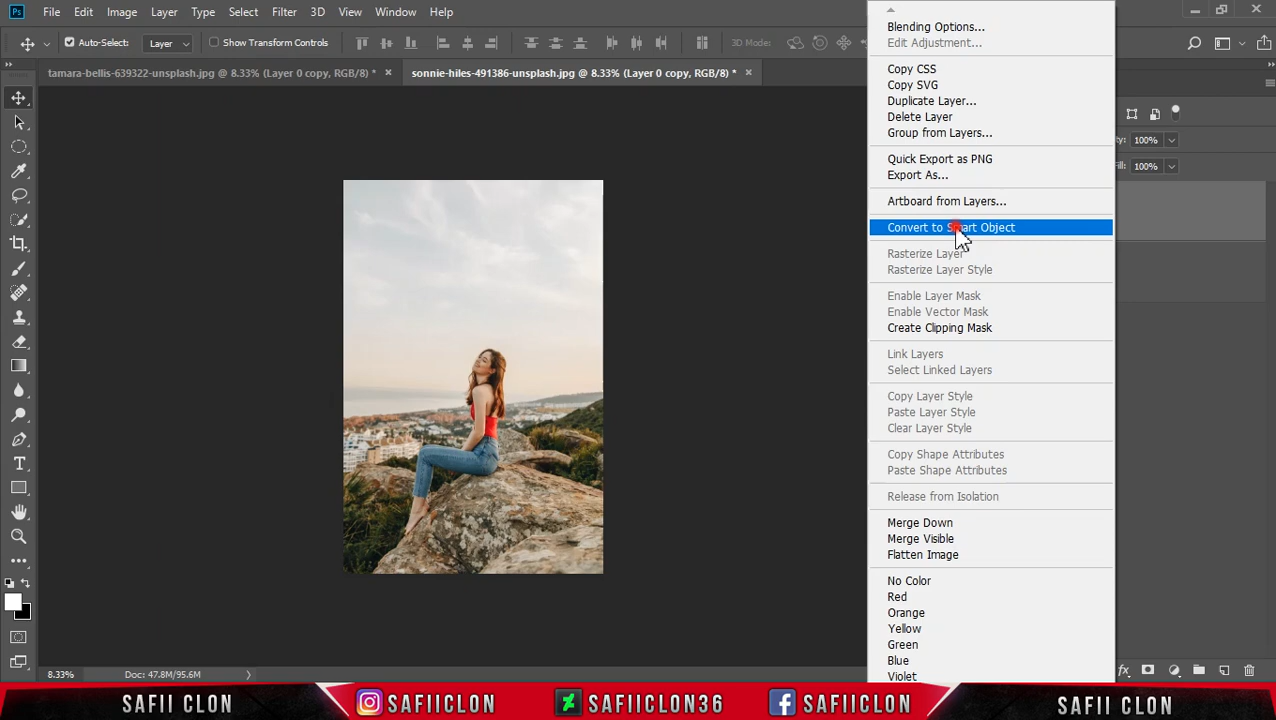 Ps File Edit Image Layer Type Select Filter 3D View Window Help
Auto-Select: Layer Show Transform Controls 3D Mode:
tamara-bellis-639322-unsplash.jpg @ 8.33% (Layer 0 copy, RGB/8) * × sonnie-hiles-491386-unsplash.jpg @ 8.33% (Layer 0 copy, RGB/8) * ×
Blending Options...
Edit Adjustment...
Copy CSS
Copy SVG
Duplicate Layer...
Delete Layer
Group from Layers...
Quick Export as PNG
Export As...
Artboard from Layers...
Convert to Smart Object
Rasterize Layer
Rasterize Layer Style
Enable Layer Mask
Enable Vector Mask
Create Clipping Mask
Link Layers
Select Linked Layers
Copy Layer Style
Paste Layer Style
Clear Layer Style
Copy Shape Attributes
Paste Shape Attributes
Release from Isolation
Merge Down
Merge Visible
Flatten Image
No Color
Red
Orange
Yellow
Green
Blue
Violet
100%
100%
8.33% Doc: 47.8M/95.6M
SAFII CLON SAFIICLON SAFIICLON36 SAFIICLON SAFII CLON